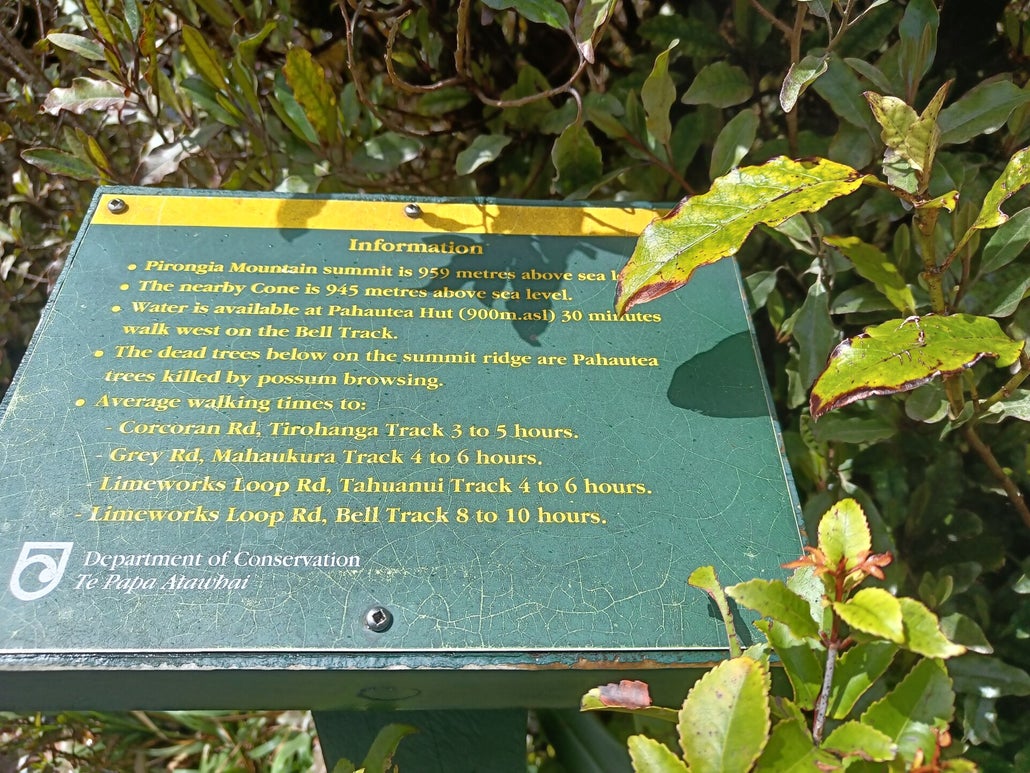 Information
• Pirongia Mountain summit is 959 metres above sea
• The nearby Cone is 945 metres above sea level.
• Water is available at Pahautea Hut (900m.asl) 30 minutes
walk west on the Bell Track.
• The dead trees below on the summit ridge are Pahautea
trees killed by possum browsing.
• Average walking times to:
- Corcoran Rd, Tirohanga Track 3 to 5 hours.
- Grey Rd, Mahaukura Track 4 to 6 hours.
- Limeworks Loop Rd, Tahuanui Track 4 to 6 hours.
- Limeworks Loop Rd, Bell Track 8 to 10 hours.
Department of Conservation
Te Papa Atawhai